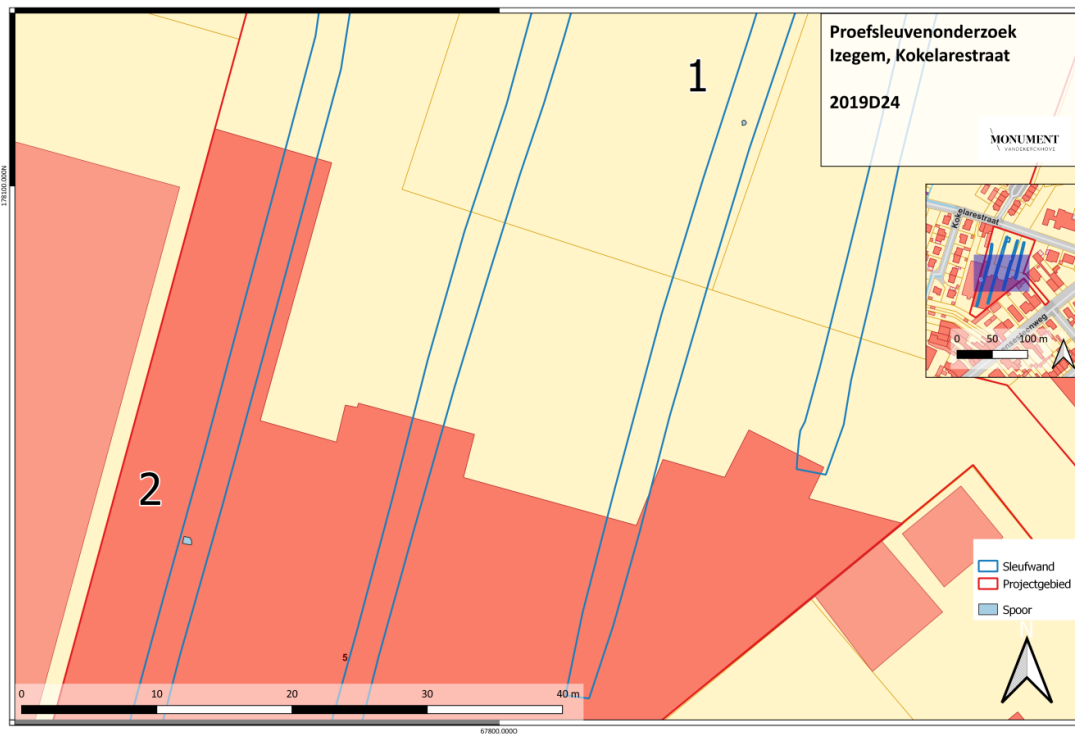 Proefsleuvenonderzoek
Izegem, Kokelarestraat
2019D24
MONUMENT
VANDEKERCKHOVE
1
178100.000N
Kokelarestraat
0 50 100 m
2
Sleufwand
Projectgebied
Spoor
N
5
0 10 20 30 40 m
67800.000O